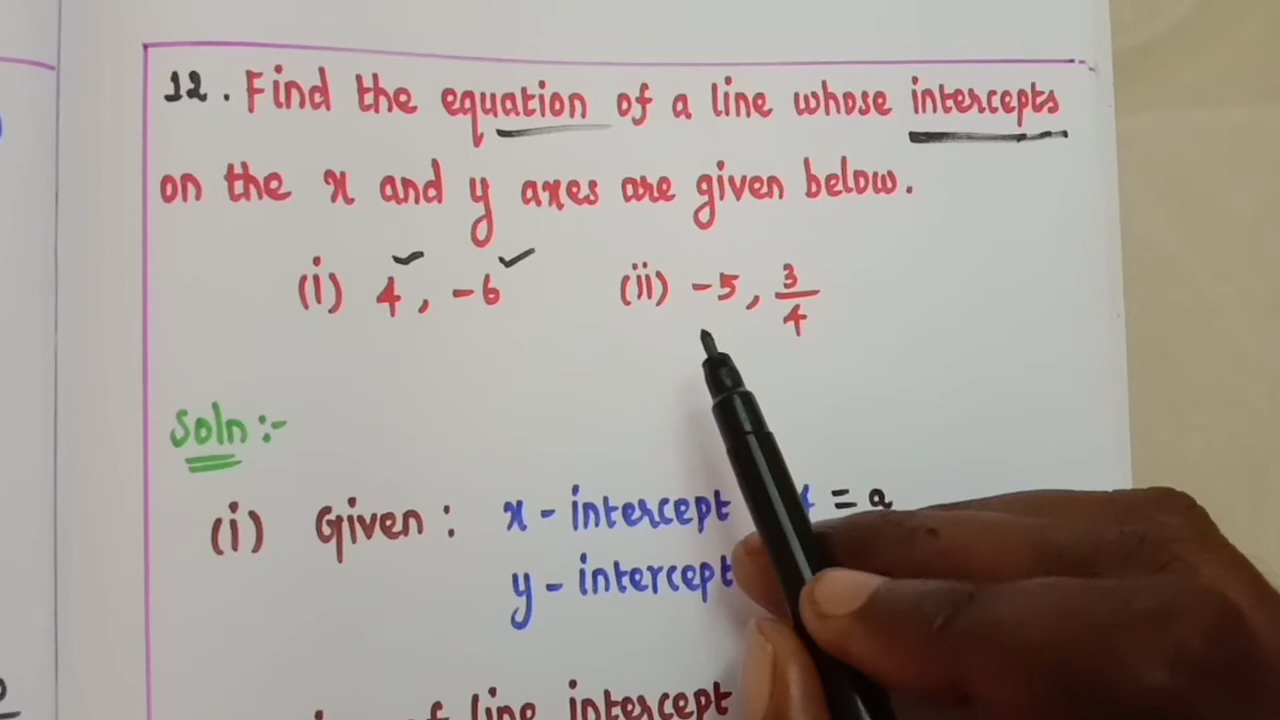 12. Find the equation of a line whose intercepts
on the x and y axes are given below.
(i) 4, -6 (ii) -5, 3/4
Soln :-
(i) Given : x - intercept = a
y - intercept
of line intercept